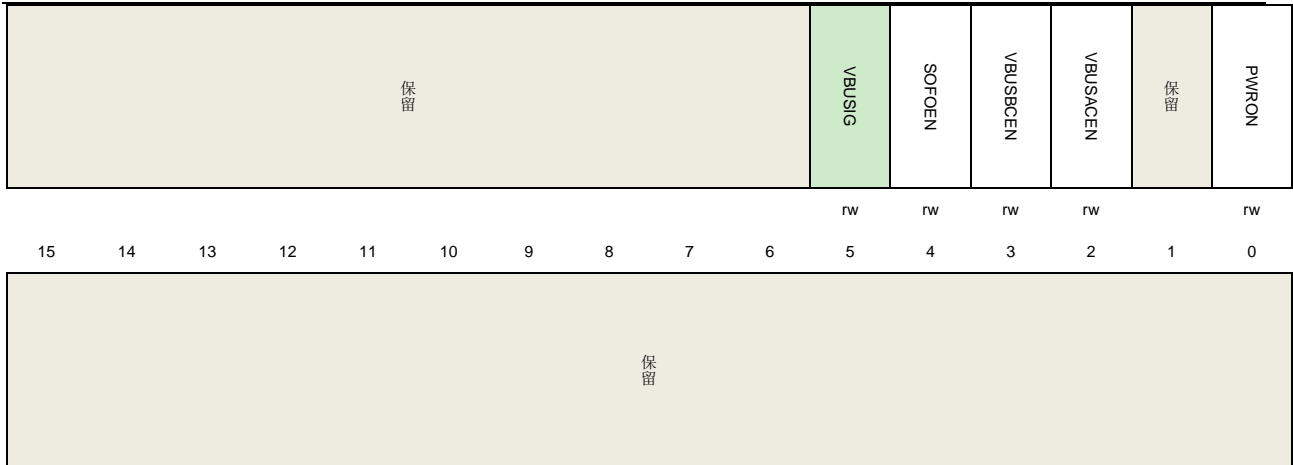 保留
VBUSIG
SOFOEN
VBUSBCEN
VBUSACEN
保留
PWRON
rw rw rw rw rw
15 14 13 12 11 10 9 8 7 6 5 4 3 2 1 0
保留